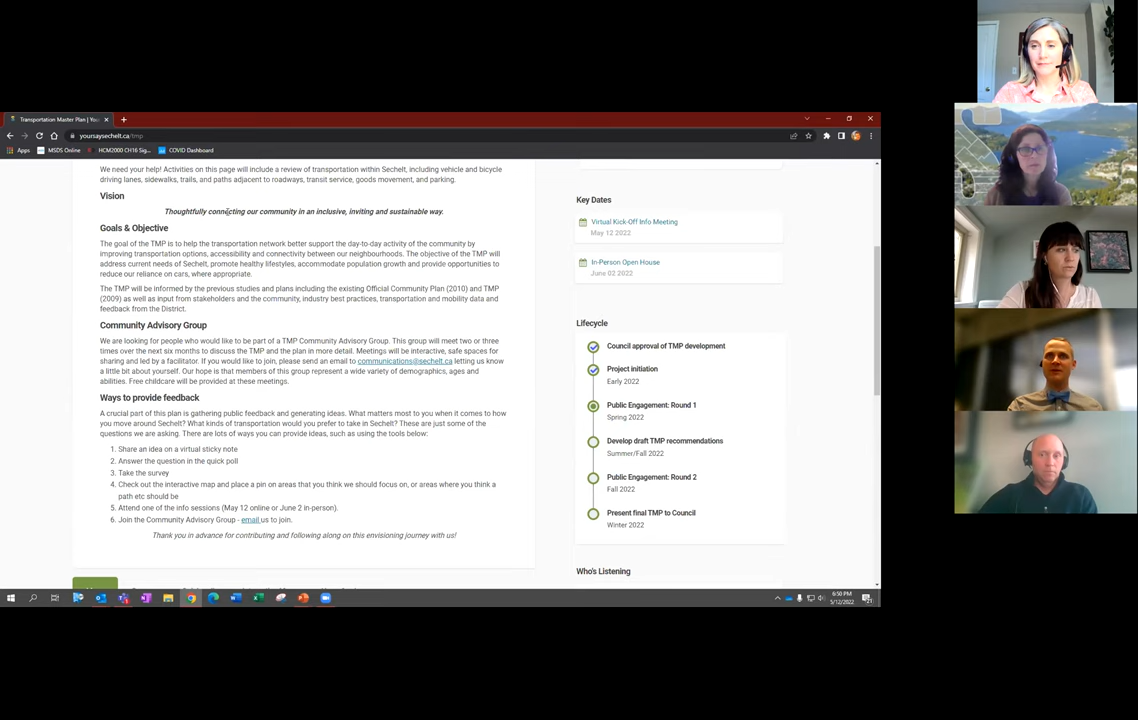 Transportation Master Plan | You
yoursaysechelt.ca/tmp
Apps
MSDS Online
HCM2000 CH16 Sig...
COVID Dashboard
We need your help! Activities on this page will include a review of transportation within Sechelt, including vehicle and bicycle
driving lanes, sidewalks, trails, and paths adjacent to roadways, transit service, goods movement, and parking.
Vision
Thoughtfully connecting our community in an inclusive, inviting and sustainable way.
Goals & Objective
The goal of the TMP is to help the transportation network better support the day-to-day activity of the community by
improving transportation options, accessibility and connectivity between our neighbourhoods. The objective of the TMP will
address current needs of Sechelt, promote healthy lifestyles, accommodate population growth and provide opportunities to
reduce our reliance on cars, where appropriate.
The TMP will be informed by the previous studies and plans including the existing Official Community Plan (2010) and TMP
(2009) as well as input from stakeholders and the community, industry best practices, transportation and mobility data and
feedback from the District.
Community Advisory Group
We are looking for people who would like to be part of a TMP Community Advisory Group. This group will meet two or three
times over the next six months to discuss the TMP and the plan in more detail. Meetings will be interactive, safe spaces for
sharing and led by a facilitator. If you would like to join, please send an email to communications@sechelt.ca letting us know
a little bit about yourself. Our hope is that members of this group represent a wide variety of demographics, ages and
abilities. Free childcare will be provided at these meetings.
Ways to provide feedback
A crucial part of this plan is gathering public feedback and generating ideas. What matters most to you when it comes to how
you move around Sechelt? What kinds of transportation would you prefer to take in Sechelt? These are just some of the
questions we are asking. There are lots of ways you can provide ideas, such as using the tools below:
1. Share an idea on a virtual sticky note
2. Answer the question in the quick poll
3. Take the survey
4. Check out the interactive map and place a pin on areas that you think we should focus on, or areas where you think a
path etc should be
5. Attend one of the info sessions (May 12 online or June 2 in-person).
6. Join the Community Advisory Group - email us to join.
Thank you in advance for contributing and following along on this envisioning journey with us!
Key Dates
Virtual Kick-Off Info Meeting
May 12 2022
In-Person Open House
June 02 2022
Lifecycle
Council approval of TMP development
Project initiation
Early 2022
Public Engagement: Round 1
Spring 2022
Develop draft TMP recommendations
Summer/Fall 2022
Public Engagement: Round 2
Fall 2022
Present final TMP to Council
Winter 2022
Who's Listening
6:50 PM
5/12/2022